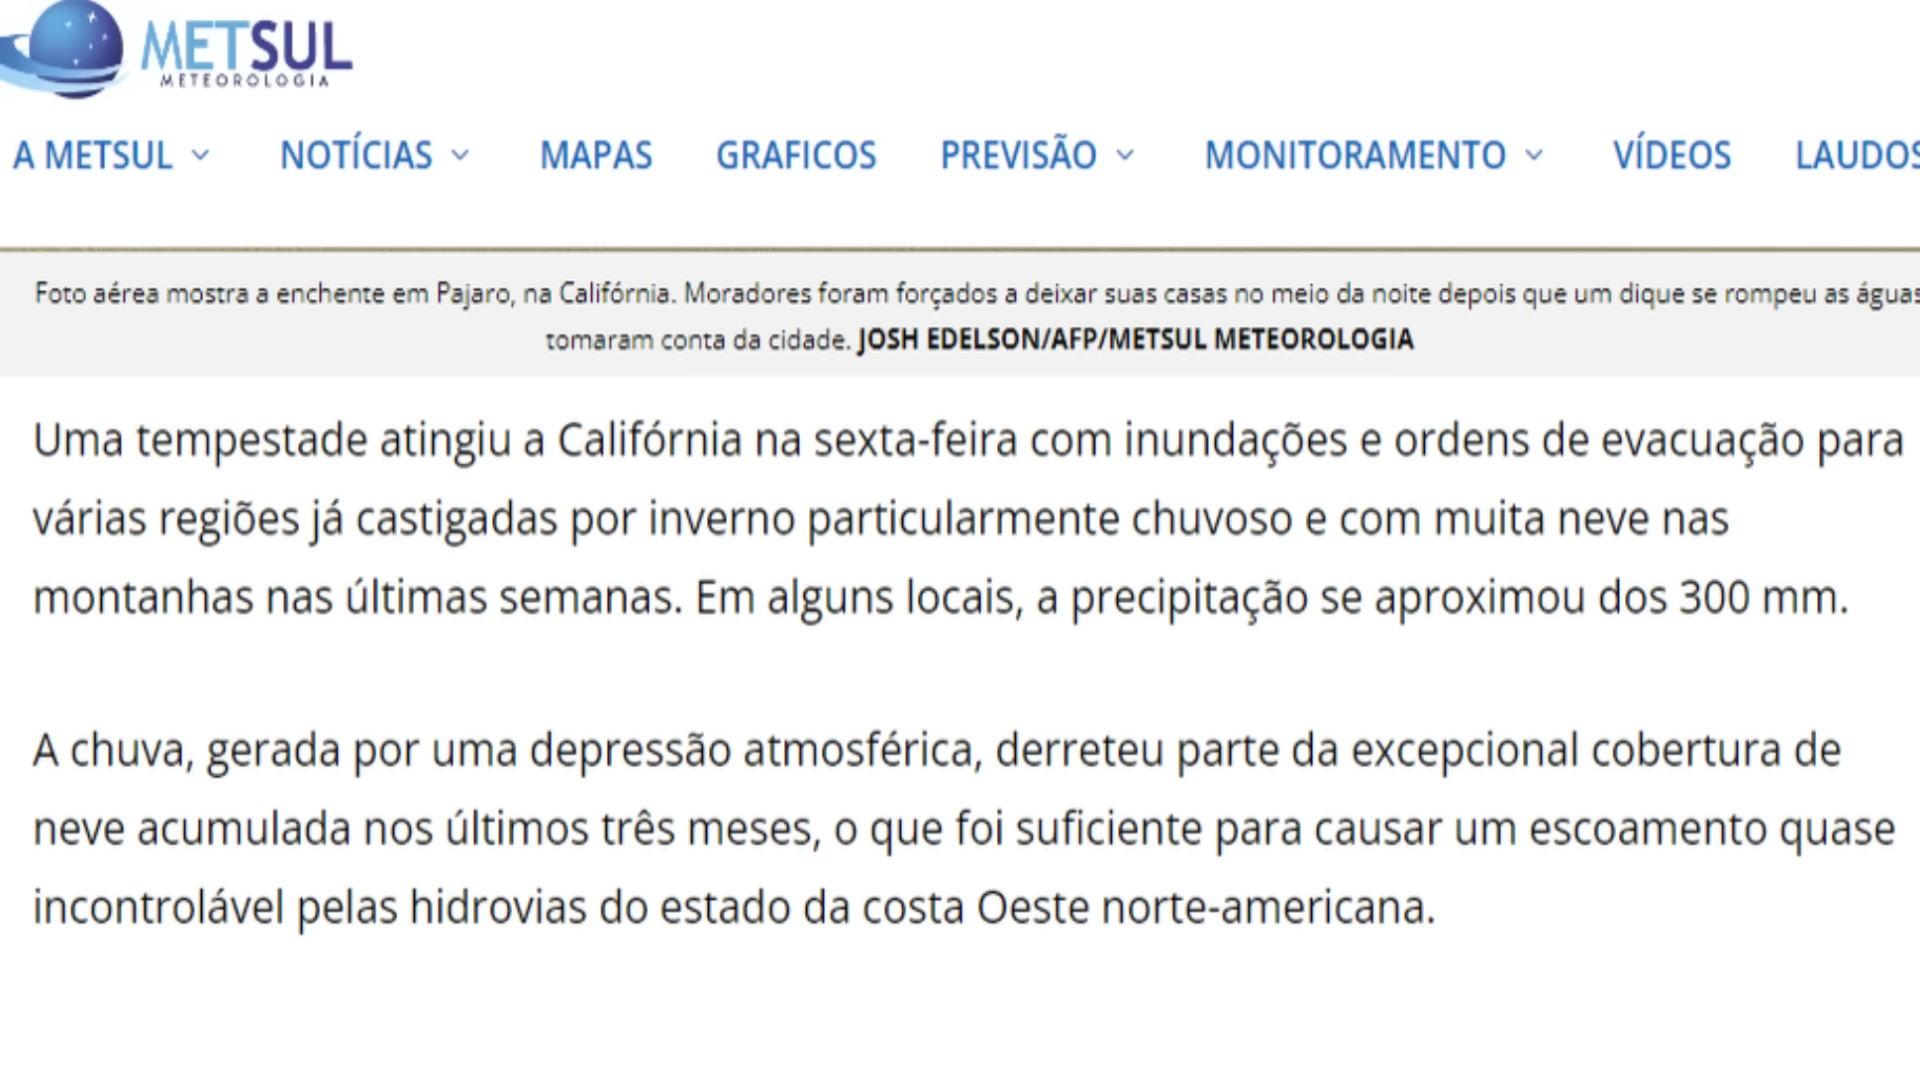 METSUL
METEOROLOGIA
A METSUL NOTÍCIAS MAPAS GRAFICOS PREVISÃO MONITORAMENTO VÍDEOS LAUDOS
Foto aérea mostra a enchente em Pajaro, na Califórnia. Moradores foram forçados a deixar suas casas no meio da noite depois que um dique se rompeu as águas
tomaram conta da cidade. JOSH EDELSON/AFP/METSUL METEOROLOGIA
Uma tempestade atingiu a Califórnia na sexta-feira com inundações e ordens de evacuação para
várias regiões já castigadas por inverno particularmente chuvoso e com muita neve nas
montanhas nas últimas semanas. Em alguns locais, a precipitação se aproximou dos 300 mm.
A chuva, gerada por uma depressão atmosférica, derreteu parte da excepcional cobertura de
neve acumulada nos últimos três meses, o que foi suficiente para causar um escoamento quase
incontrolável pelas hidrovias do estado da costa Oeste norte-americana.